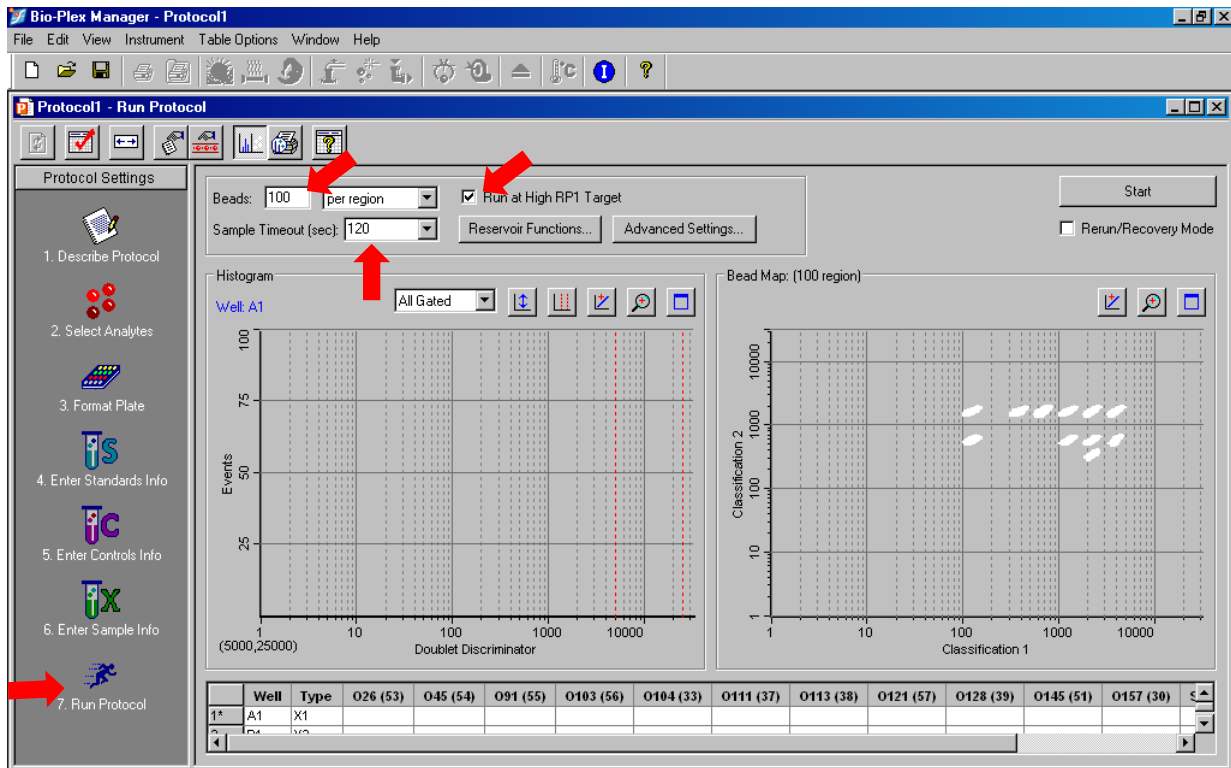 Bio-Plex Manager - Protocol1
File Edit View Instrument Table Options Window Help
Protocol1 - Run Protocol
Protocol Settings
1. Describe Protocol
2. Select Analytes
3. Format Plate
4. Enter Standards Info
5. Enter Controls Info
6. Enter Sample Info
7. Run Protocol
Beads: 100 per region Run at High RP1 Target
Sample Timeout (sec): 120 Reservoir Functions... Advanced Settings...
Start
Rerun/Recovery Mode
Histogram
Well: A1 All Gated
100
75
50
25
Events
1 10 100 1000 10000
(5000,25000) Doublet Discriminator
Bead Map: (100 region)
10000
1000
100
10
1
Classification 2
1 10 100 1000 10000
Classification 1
Well Type O26 (53) O45 (54) O91 (55) O103 (56) O104 (33) O111 (37) O113 (38) O121 (57) O128 (39) O145 (51) O157 (30)
1* A1 X1